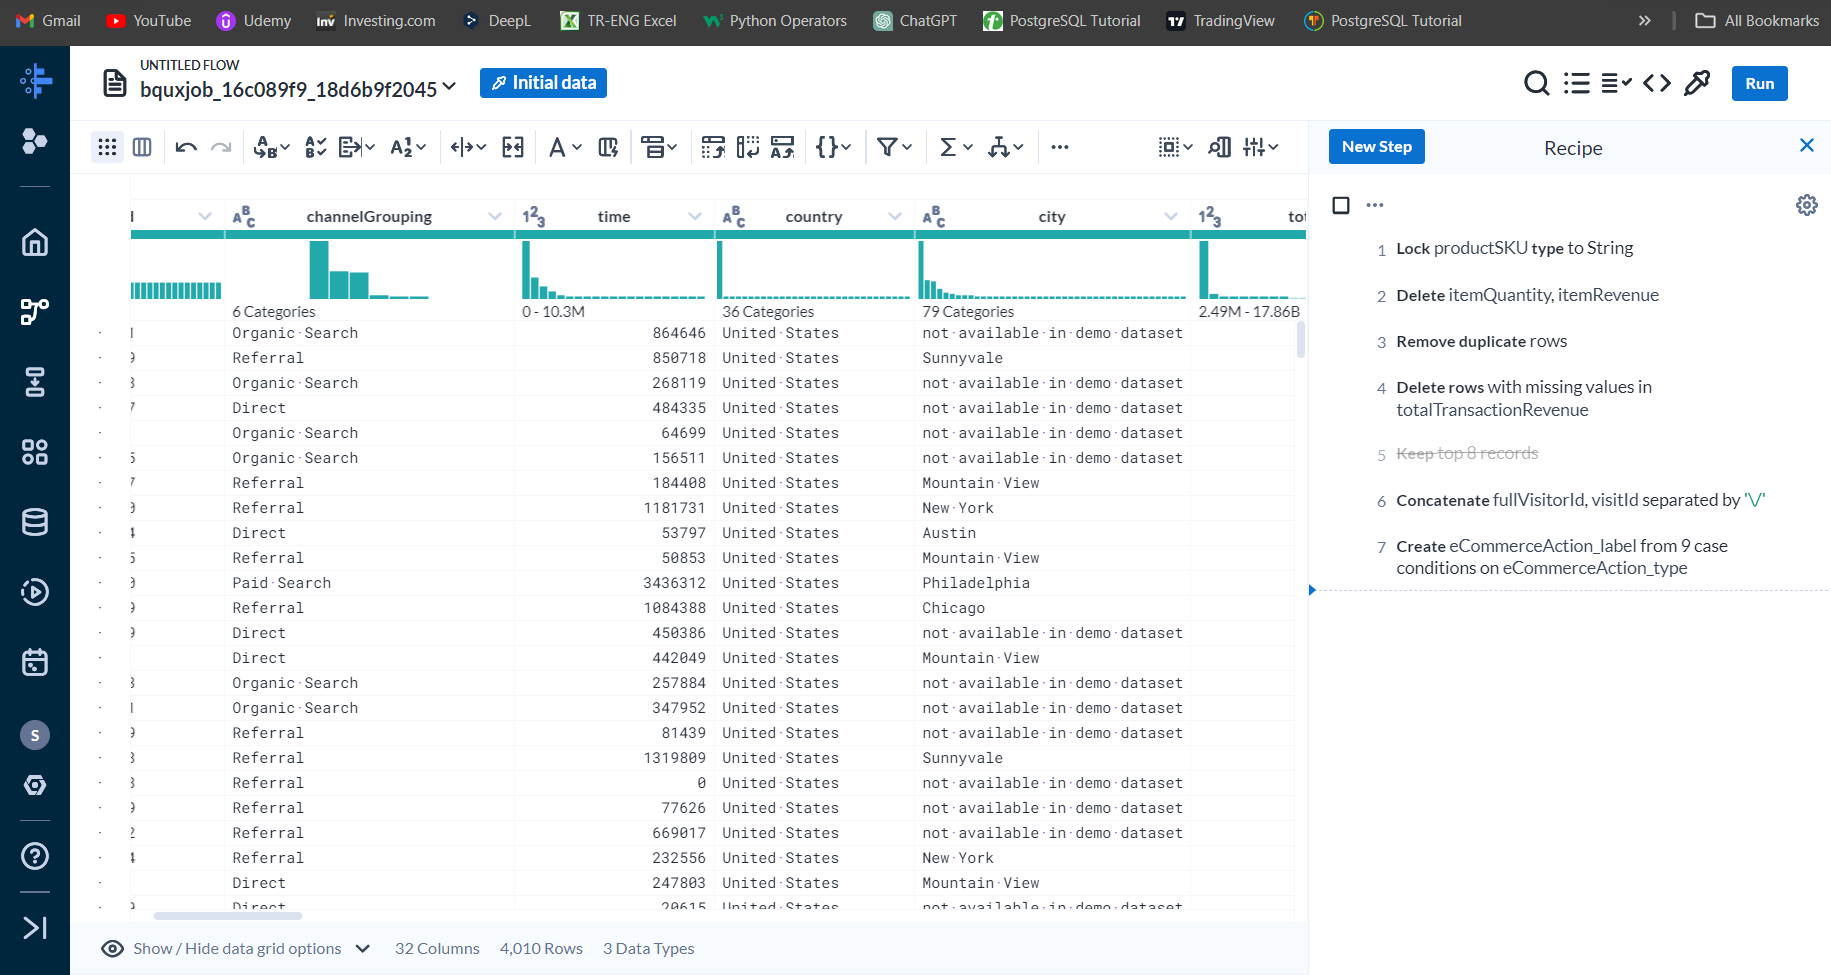 Gmail YouTube Udemy Investing.com DeepL TR-ENG Excel Python Operators ChatGPT PostgreSQL Tutorial TradingView PostgreSQL Tutorial All Bookmarks
UNTITLED FLOW
bquxjob_16c089f9_18d6b9f2045
Initial data
Run
New Step
Recipe
channelGrouping time country city
6 Categories 0 - 10.3M 36 Categories 79 Categories 2.49M - 17.86B
Organic·Search 864646 United·States not·available·in·demo·dataset
Referral 850718 United·States Sunnyvale
Organic·Search 268119 United·States not·available·in·demo·dataset
Direct 484335 United·States not·available·in·demo·dataset
Organic·Search 64699 United·States not·available·in·demo·dataset
Organic·Search 156511 United·States not·available·in·demo·dataset
Referral 184408 United·States Mountain·View
Referral 1181731 United·States New·York
Direct 53797 United·States Austin
Referral 50853 United·States Mountain·View
Paid·Search 3436312 United·States Philadelphia
Referral 1084388 United·States Chicago
Direct 450386 United·States not·available·in·demo·dataset
Direct 442049 United·States Mountain·View
Organic·Search 257884 United·States not·available·in·demo·dataset
Organic·Search 347952 United·States not·available·in·demo·dataset
Referral 81439 United·States not·available·in·demo·dataset
Referral 1319809 United·States Sunnyvale
Referral 0 United·States not·available·in·demo·dataset
Referral 77626 United·States not·available·in·demo·dataset
Referral 669017 United·States not·available·in·demo·dataset
Referral 232556 United·States New·York
Direct 247803 United·States Mountain·View
Direct 20615 United·States not·available·in·demo·dataset
Show / Hide data grid options 32 Columns 4,010 Rows 3 Data Types
1 Lock productSKU type to String
2 Delete itemQuantity, itemRevenue
3 Remove duplicate rows
4 Delete rows with missing values in
totalTransactionRevenue
5 Keep top 8 records
6 Concatenate fullVisitorId, visitId separated by '\/'
7 Create eCommerceAction_label from 9 case
conditions on eCommerceAction_type
S